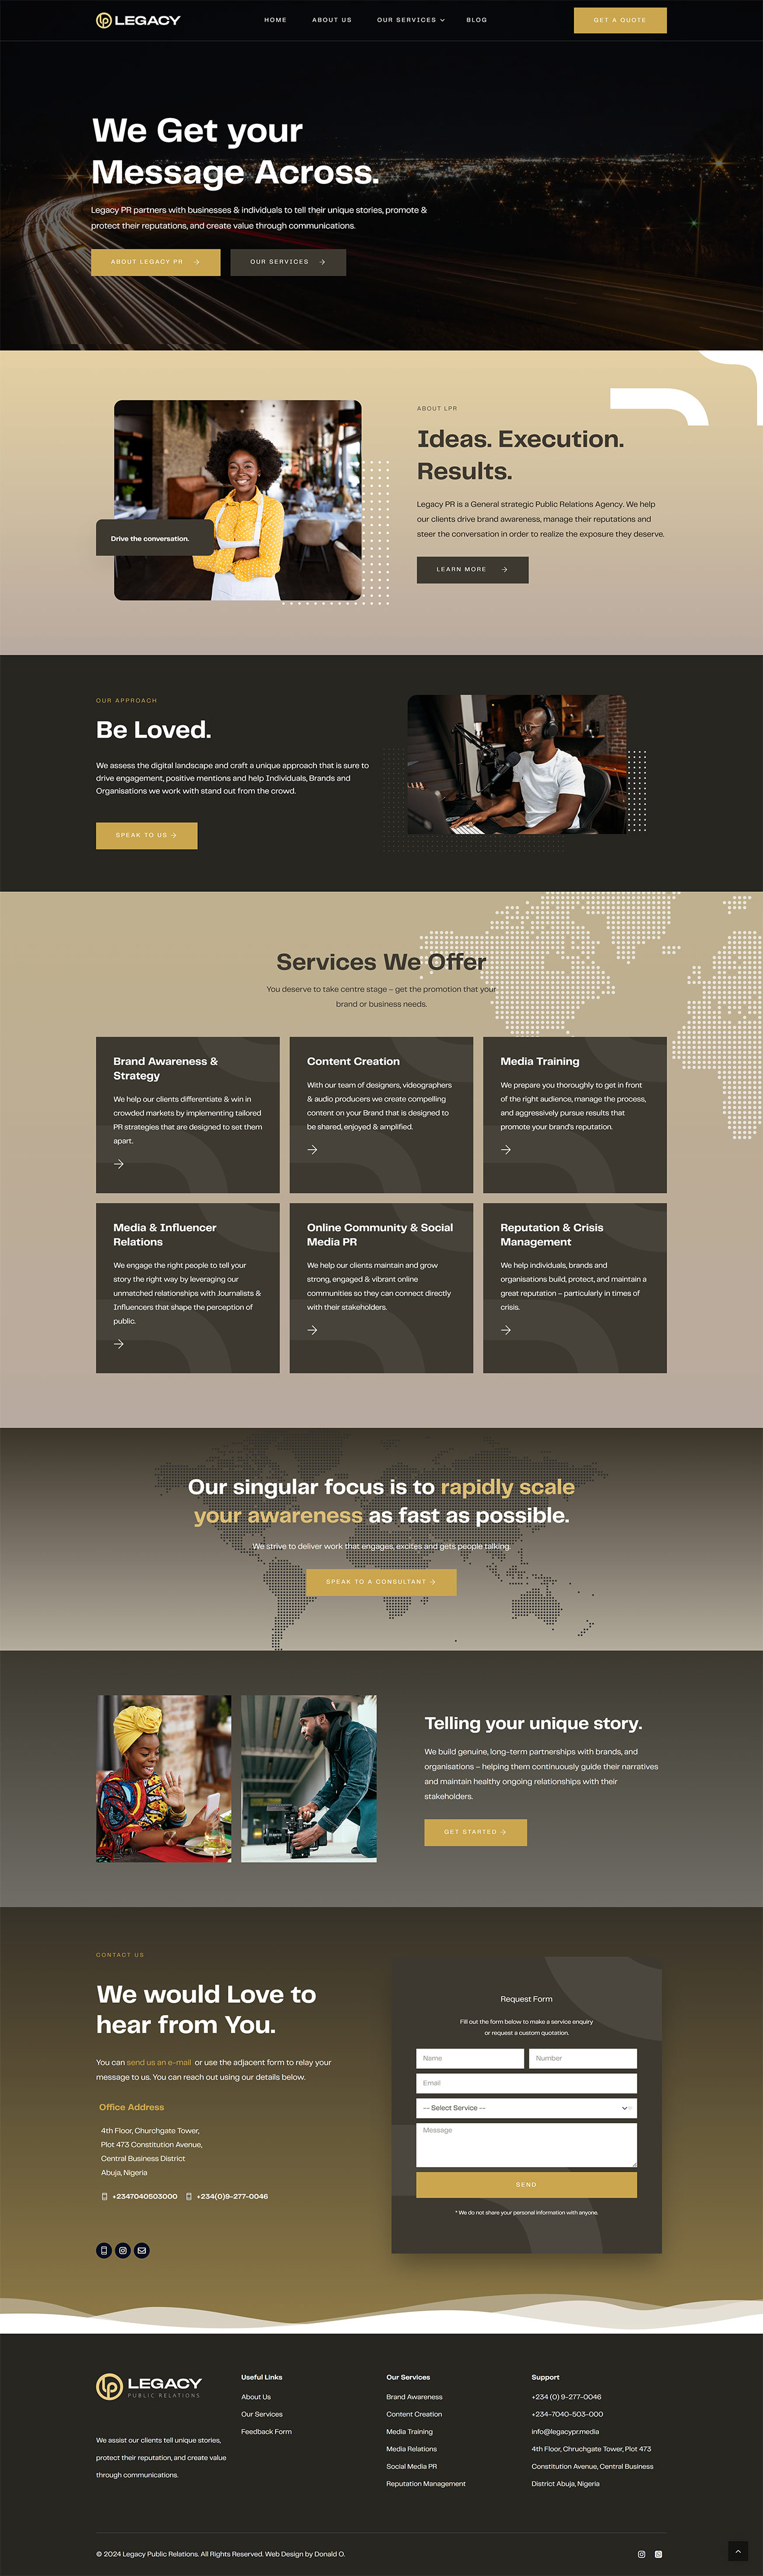 LEGACY
HOME
ABOUT US
OUR SERVICES
BLOG
GET A QUOTE
We Get your
Message Across.
Legacy PR partners with businesses & individuals to tell their unique stories, promote &
protect their reputations, and create value through communications.
ABOUT LEGACY PR
OUR SERVICES
Drive the conversation.
ABOUT LPR
Ideas. Execution.
Results.
Legacy PR is a General strategic Public Relations Agency. We help
our clients drive brand awareness, manage their reputations and
steer the conversation in order to realize the exposure they deserve.
LEARN MORE
OUR APPROACH
Be Loved.
We assess the digital landscape and craft a unique approach that is sure to
drive engagement, positive mentions and help Individuals, Brands and
Organisations we work with stand out from the crowd.
SPEAK TO US
Services We Offer
You deserve to take centre stage – get the promotion that your
brand or business needs.
Brand Awareness &
Strategy
We help our clients differentiate & win in
crowded markets by implementing tailored
PR strategies that are designed to set them
apart.
Content Creation
With our team of designers, videographers
& audio producers we create compelling
content on your Brand that is designed to
be shared, enjoyed & amplified.
Media Training
We prepare you thoroughly to get in front
of the right audience, manage the process,
and aggressively pursue results that
promote your brand's reputation.
Media & Influencer
Relations
We engage the right people to tell your
story the right way by leveraging our
unmatched relationships with Journalists &
Influencers that shape the perception of
public.
Online Community & Social
Media PR
We help our clients maintain and grow
strong, engaged & vibrant online
communities so they can connect directly
with their stakeholders.
Reputation & Crisis
Management
We help individuals, brands and
organisations build, protect, and maintain a
great reputation – particularly in times of
crisis.
Our singular focus is to rapidly scale
your awareness as fast as possible.
We strive to deliver work that engages, excites and gets people talking.
SPEAK TO A CONSULTANT
Telling your unique story.
We build genuine, long-term partnerships with brands, and
organisations – helping them continuously guide their narratives
and maintain healthy ongoing relationships with their
stakeholders.
GET STARTED
CONTACT US
We would Love to
hear from You.
You can send us an e-mail or use the adjacent form to relay your
message to us. You can reach out using our details below.
Office Address
4th Floor, Churchgate Tower,
Plot 473 Constitution Avenue,
Central Business District
Abuja, Nigeria
+2347040503000
+234(0)9-277-0046
Request Form
Fill out the form below to make a service enquiry
or request a custom quotation.
Name
Number
Email
-- Select Service --
Message
SEND
* We do not share your personal information with anyone.
LEGACY
PUBLIC RELATIONS
We assist our clients tell unique stories,
protect their reputation, and create value
through communications.
Useful Links
About Us
Our Services
Feedback Form
Our Services
Brand Awareness
Content Creation
Media Training
Media Relations
Social Media PR
Reputation Management
Support
+234 (0) 9-277-0046
+234-7040-503-000
info@legacypr.media
4th Floor, Chruchgate Tower, Plot 473
Constitution Avenue, Central Business
District Abuja, Nigeria
© 2024 Legacy Public Relations. All Rights Reserved. Web Design by Donald O.